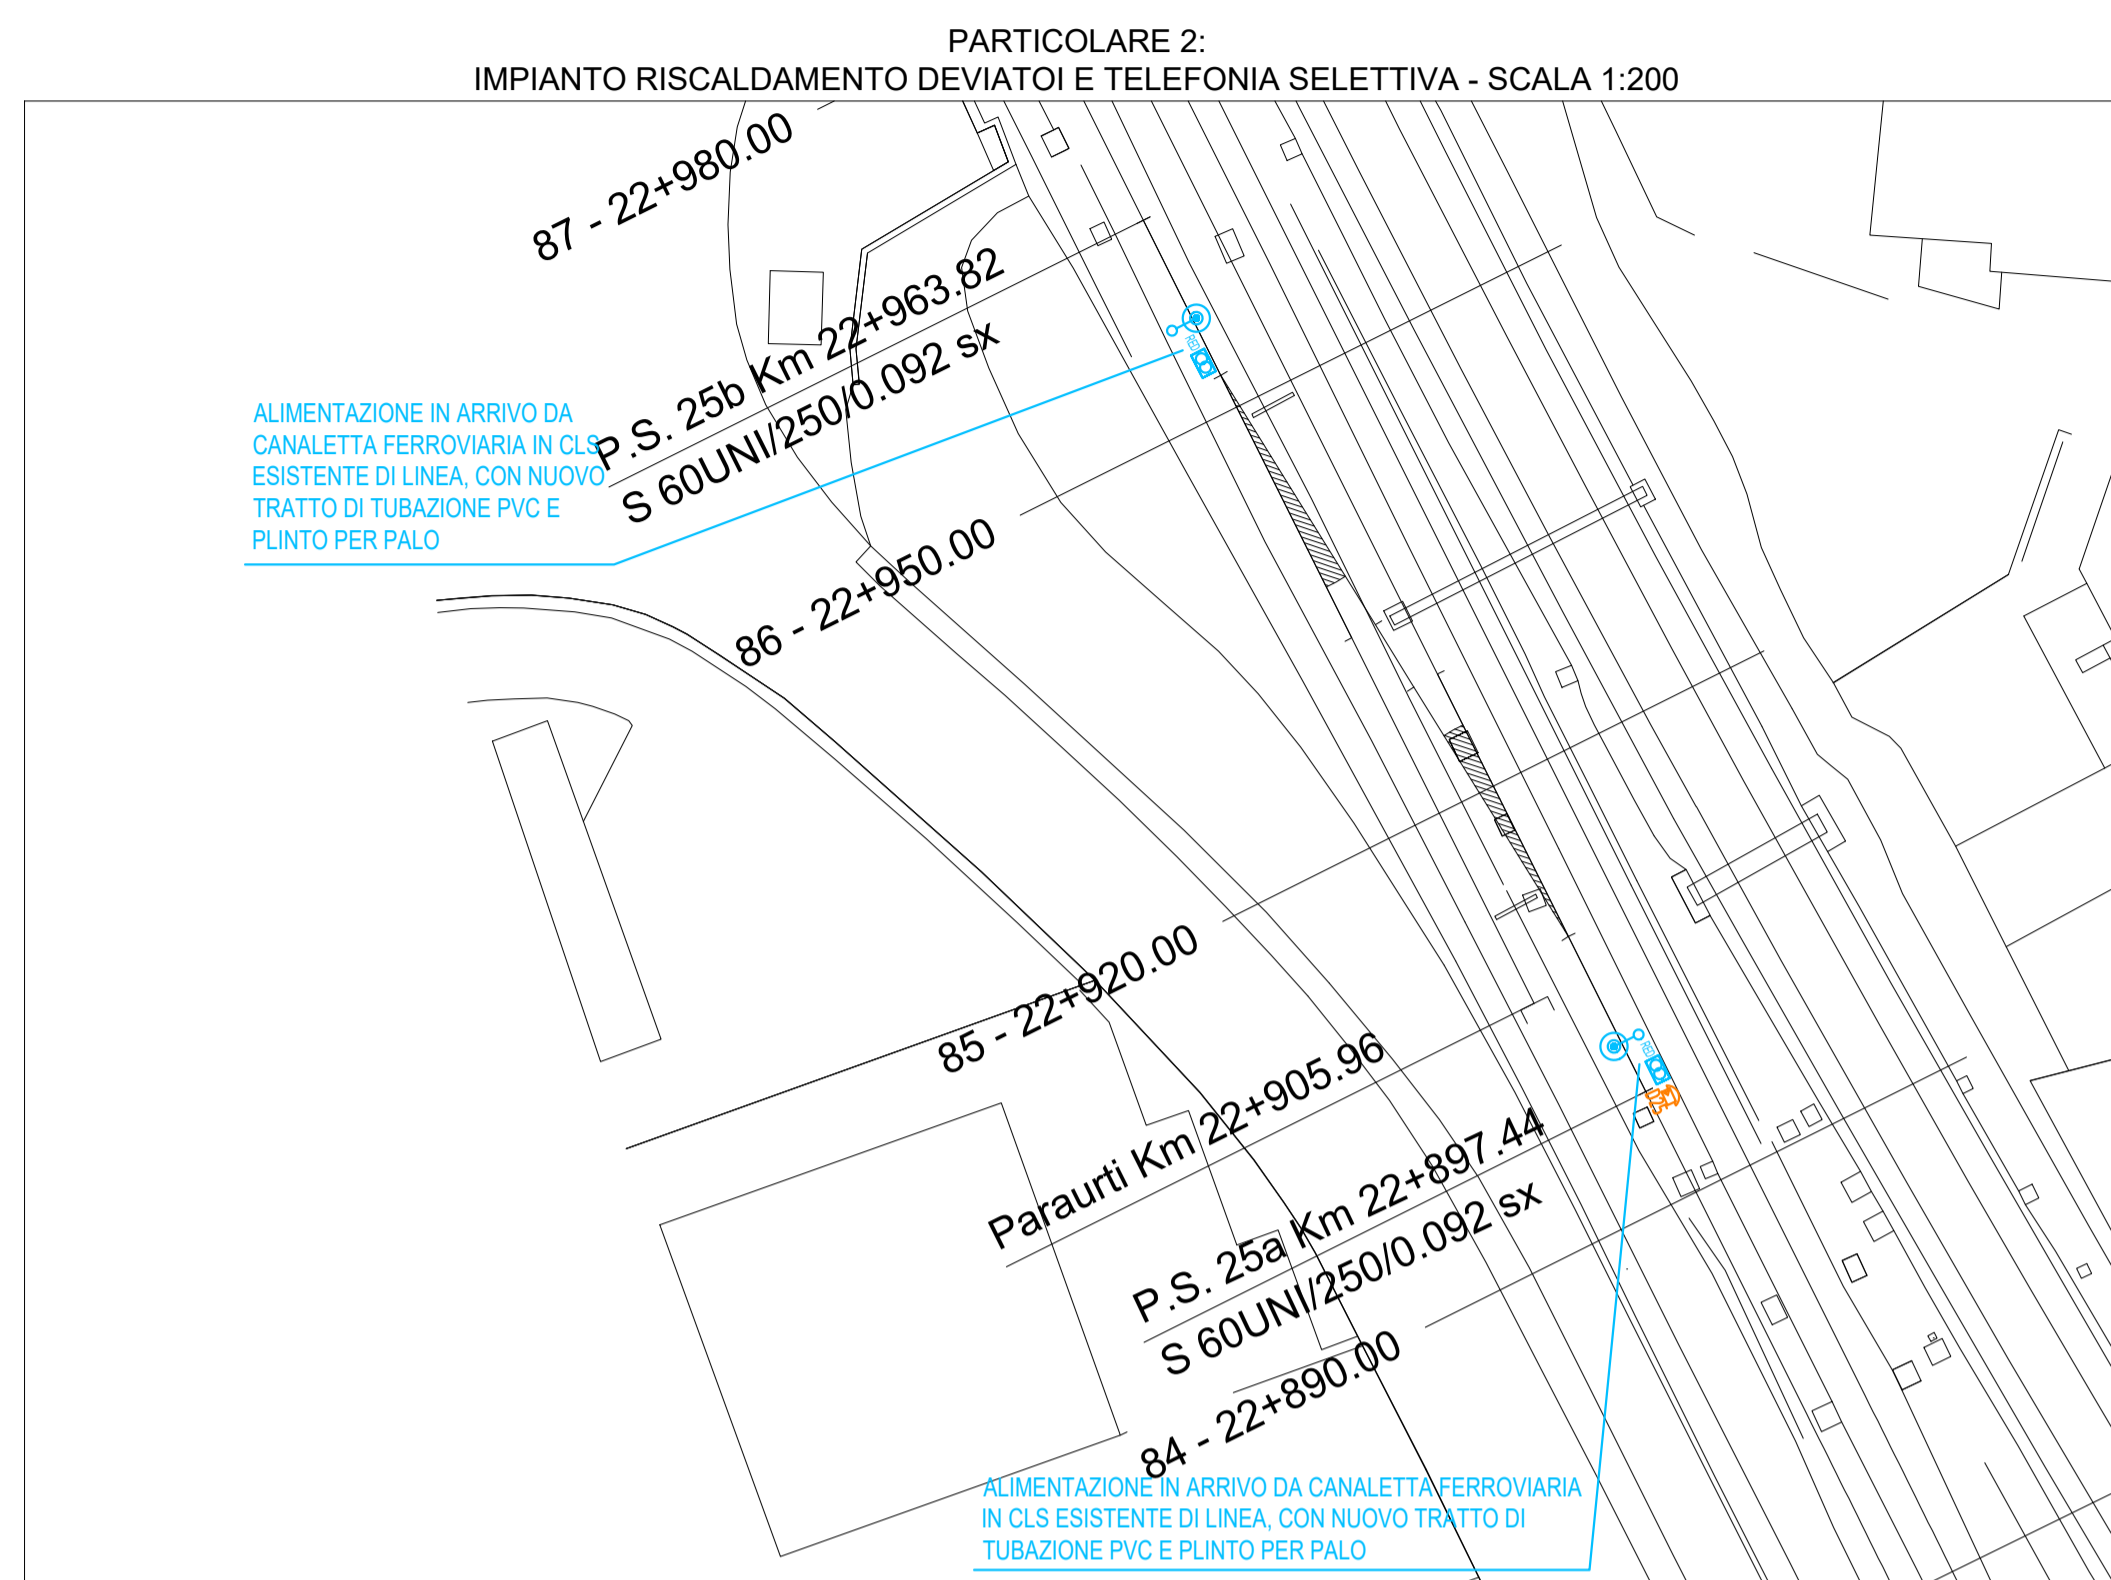 PARTICOLARE 2:
IMPIANTO RISCALDAMENTO DEVIATOI E TELEFONIA SELETTIVA - SCALA 1:200
87 - 22+980.00
P.S. 25b Km 22+963.82
S 60UNI/250/0.092 sx
RED
ALIMENTAZIONE IN ARRIVO DA
CANALETTA FERROVIARIA IN CLS
ESISTENTE DI LINEA, CON NUOVO
TRATTO DI TUBAZIONE PVC E
PLINTO PER PALO
86 - 22+950.00
85 - 22+920.00
Paraurti Km 22+905.96
RED
P.S. 25a Km 22+897.44
S 60UNI/250/0.092 sx
84 - 22+890.00
ALIMENTAZIONE IN ARRIVO DA CANALETTA FERROVIARIA
IN CLS ESISTENTE DI LINEA, CON NUOVO TRATTO DI
TUBAZIONE PVC E PLINTO PER PALO